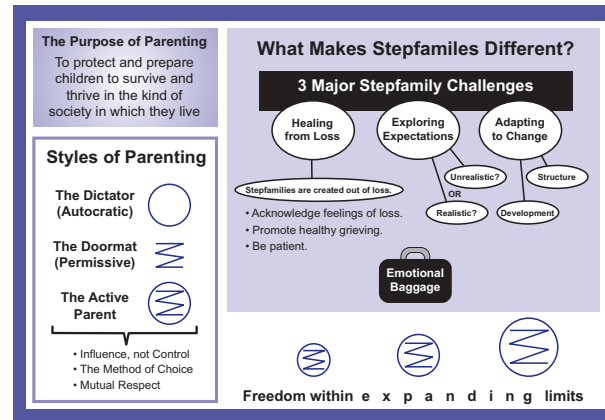 The Purpose of Parenting
To protect and prepare
children to survive and
thrive in the kind of
society in which they live
Styles of Parenting
The Dictator
(Autocratic)
The Doormat
(Permissive)
The Active
Parent
• Influence, not Control
• The Method of Choice
• Mutual Respect
What Makes Stepfamiles Different?
3 Major Stepfamily Challenges
Healing
from Loss
Exploring
Expectations
Adapting
to Change
Stepfamilies are created out of loss.
Unrealistic?
OR
Realistic?
Structure
Development
• Acknowledge feelings of loss.
• Promote healthy grieving.
• Be patient.
Emotional
Baggage
Freedom within e x p a n d i n g limits